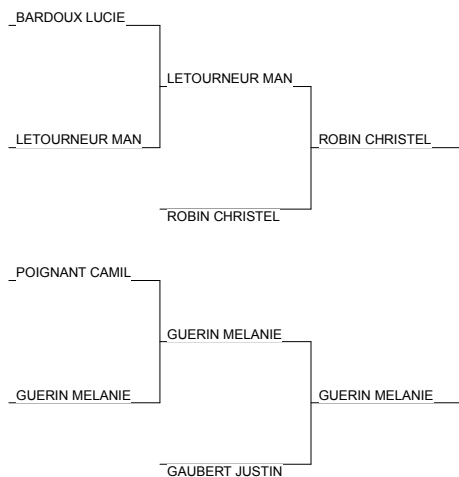 BARDOUX LUCIE
LETOURNEUR MAN
LETOURNEUR MAN
ROBIN CHRISTEL
ROBIN CHRISTEL
POIGNANT CAMIL
GUERIN MELANIE
GUERIN MELANIE
GUERIN MELANIE
GAUBERT JUSTIN